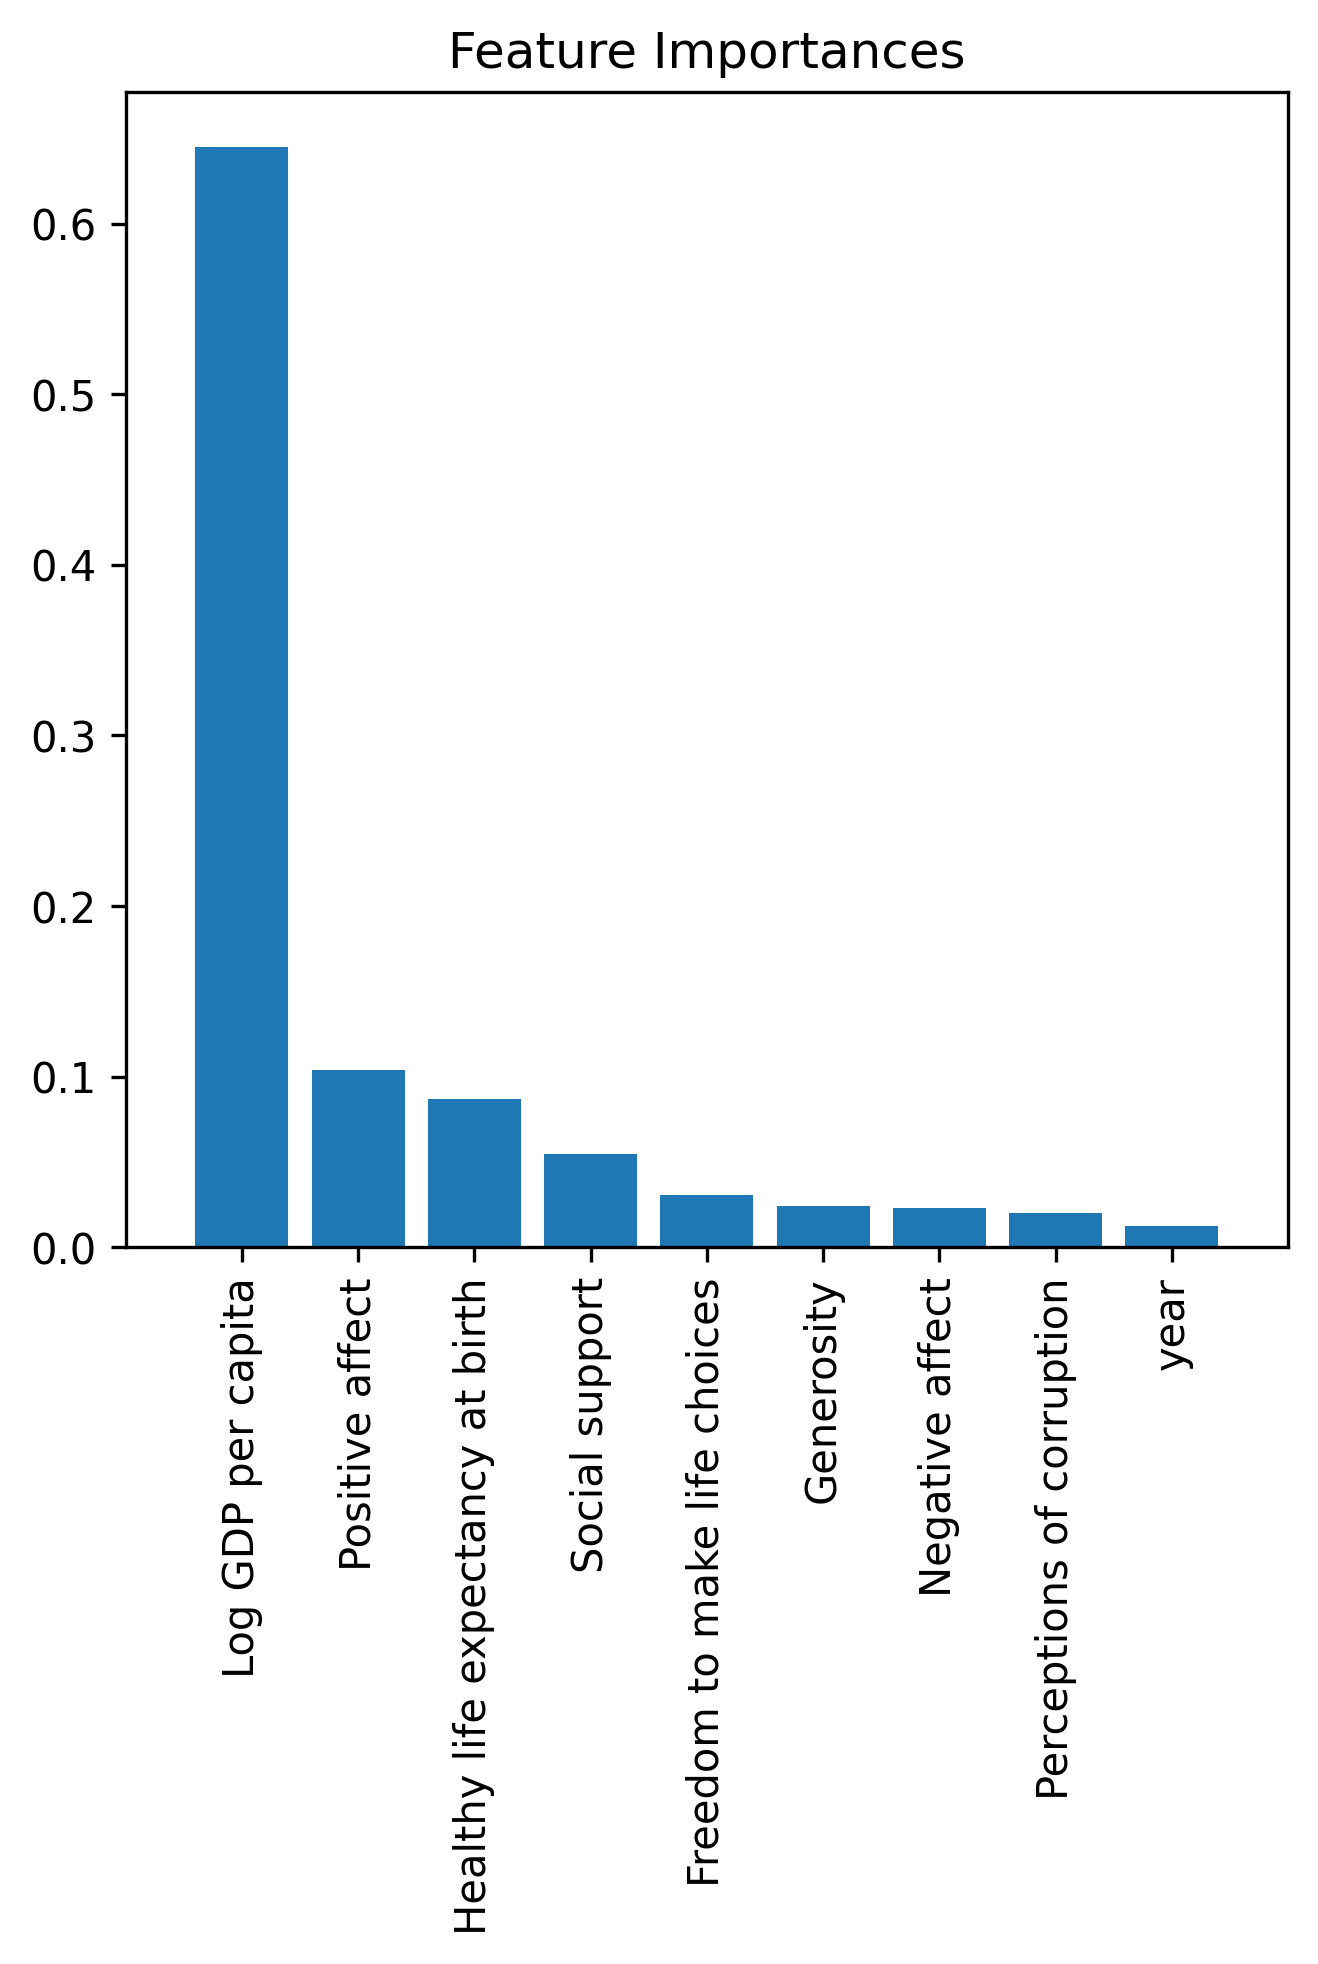 Feature Importances
0.6
0.5
0.4
0.3
0.2
0.1
0.0
Log GDP per capita
Positive affect
Healthy life expectancy at birth
Social support
Freedom to make life choices
Generosity
Negative affect
Perceptions of corruption
year